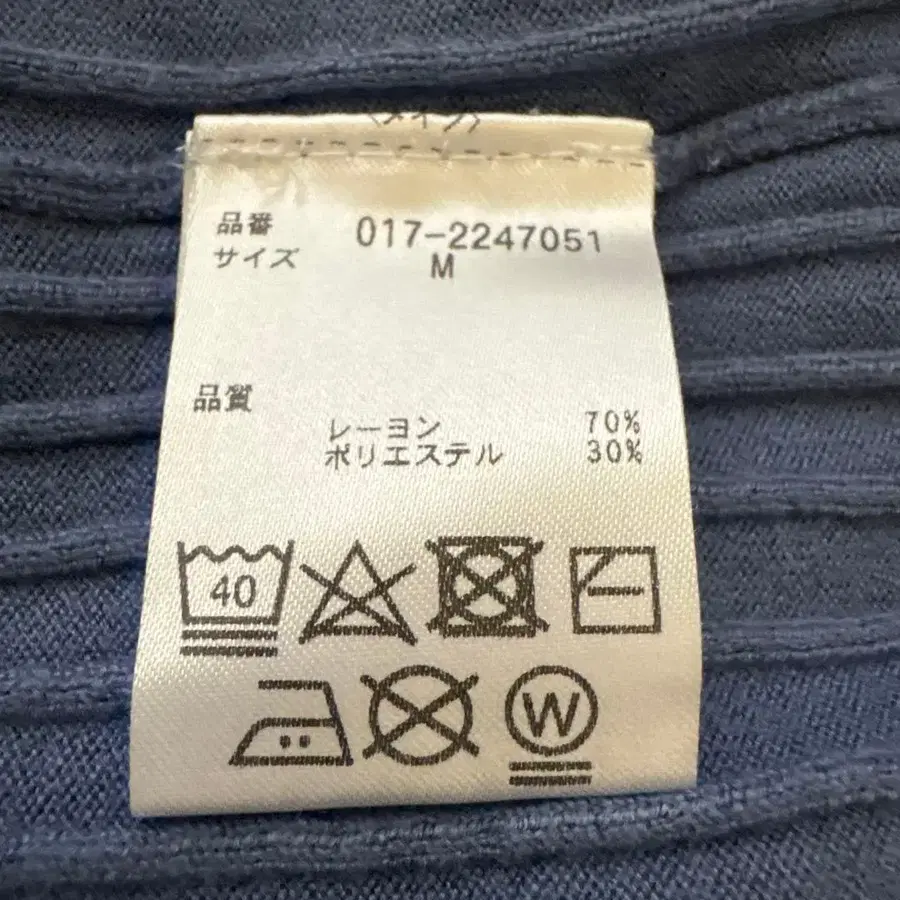 品番 017-2247051
サイズ M
品質
レーヨン 70%
ポリエステル 30%
40
W